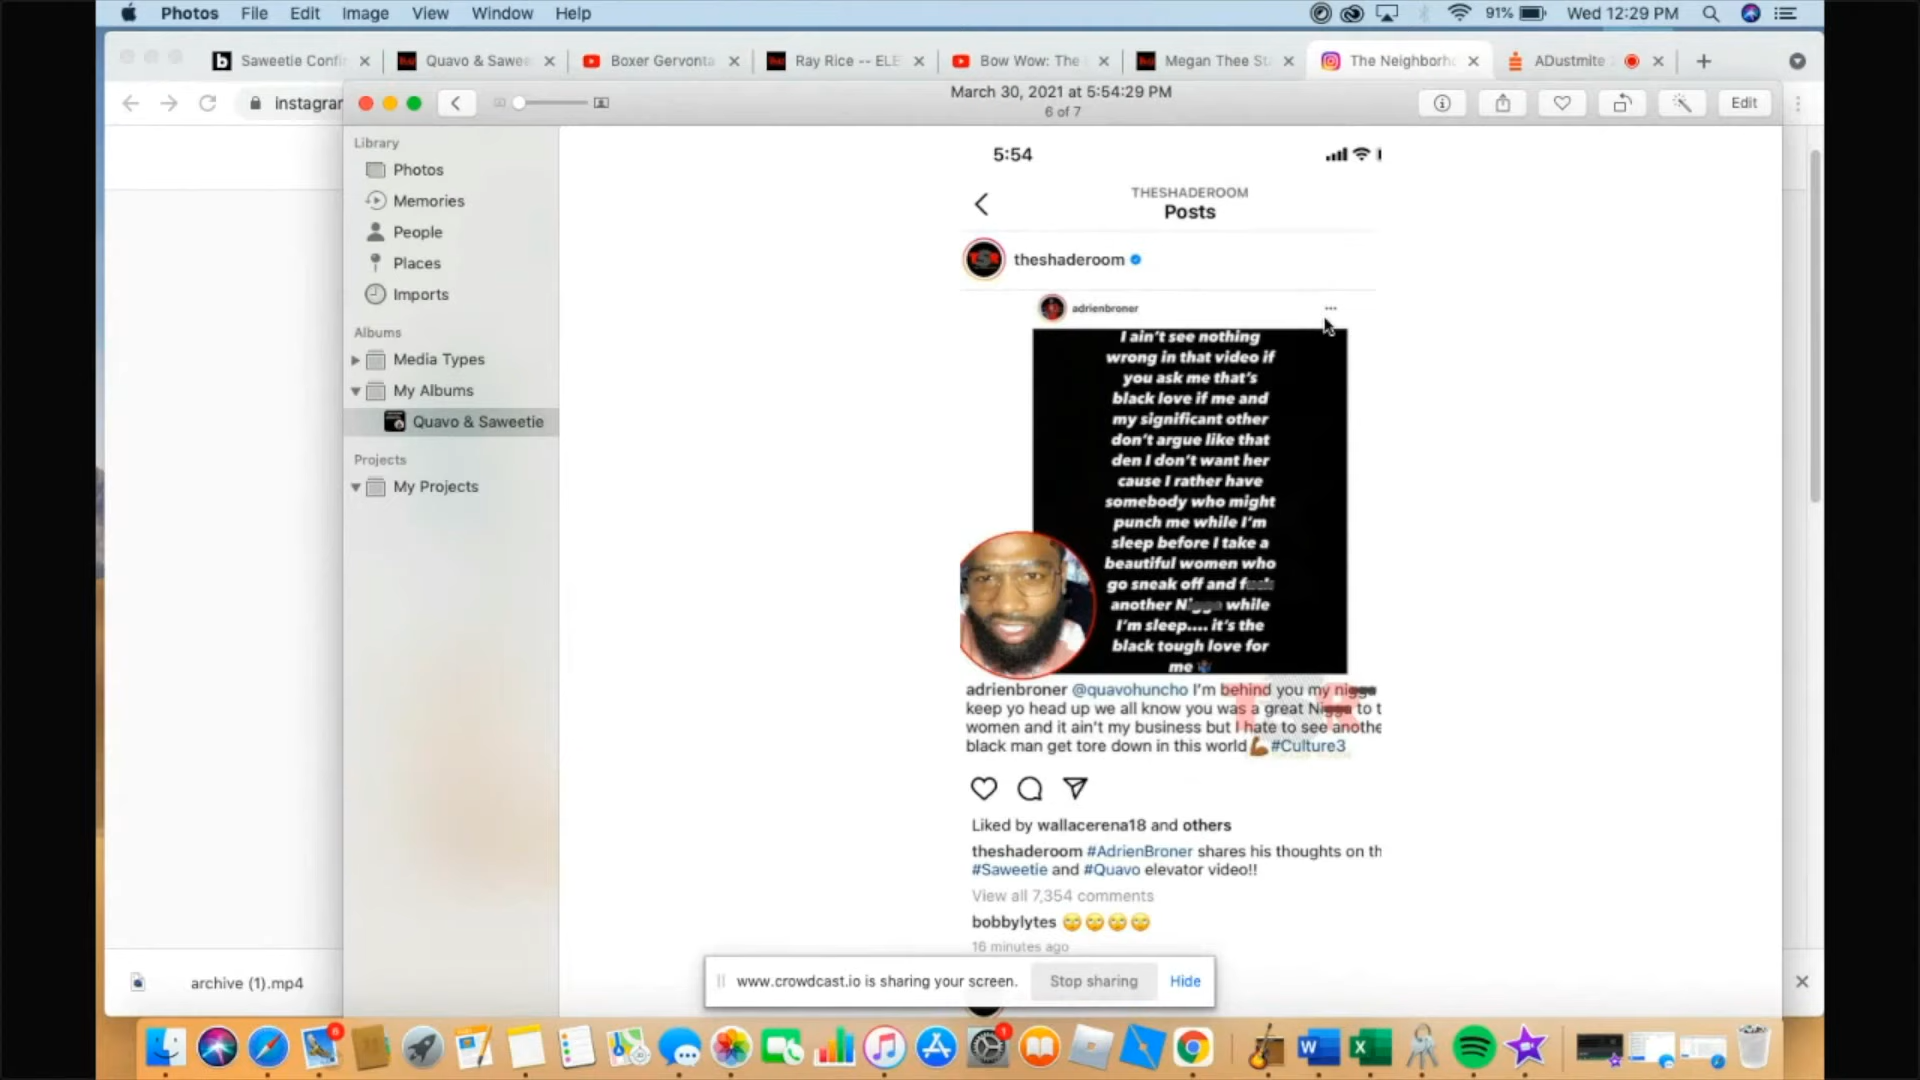 Photos File Edit Image View Window Help 91% Wed 12:29 PM
Saweetie Confi Quavo & Sawee Boxer Gervonta Ray Rice -- ELE Bow Wow: The Megan Thee St The Neighborh ADustmite
instagra
March 30, 2021 at 5:54:29 PM
6 of 7
Edit
Library
Photos
Memories
People
Places
Imports
Albums
Media Types
My Albums
Quavo & Saweetie
Projects
My Projects
5:54
THESHADEROOM
Posts
theshaderoom
adrienbroner
I ain't see nothing
wrong in that video if
you ask me that's
black love if me and
my significant other
don't argue like that
den I don't want her
cause I rather have
somebody who might
punch me while I'm
sleep before I take a
beautiful women who
go sneak off and f
another N while
I'm sleep.... it's the
black tough love for
me
adrienbroner @quavohuncho I'm behind you my
keep yo head up we all know you was a great to t
women and it ain't my business but I hate to see anothe
black man get tore down in this world💪🏾#Culture3
Liked by wallacerena18 and others
theshaderoom #AdrienBroner shares his thoughts on th
#Saweetie and #Quavo elevator video!!
View all 7,354 comments
bobbylytes 🙄🙄🙄🙄
16 minutes ago
www.crowdcast.io is sharing your screen. Stop sharing Hide
archive (1).mp4